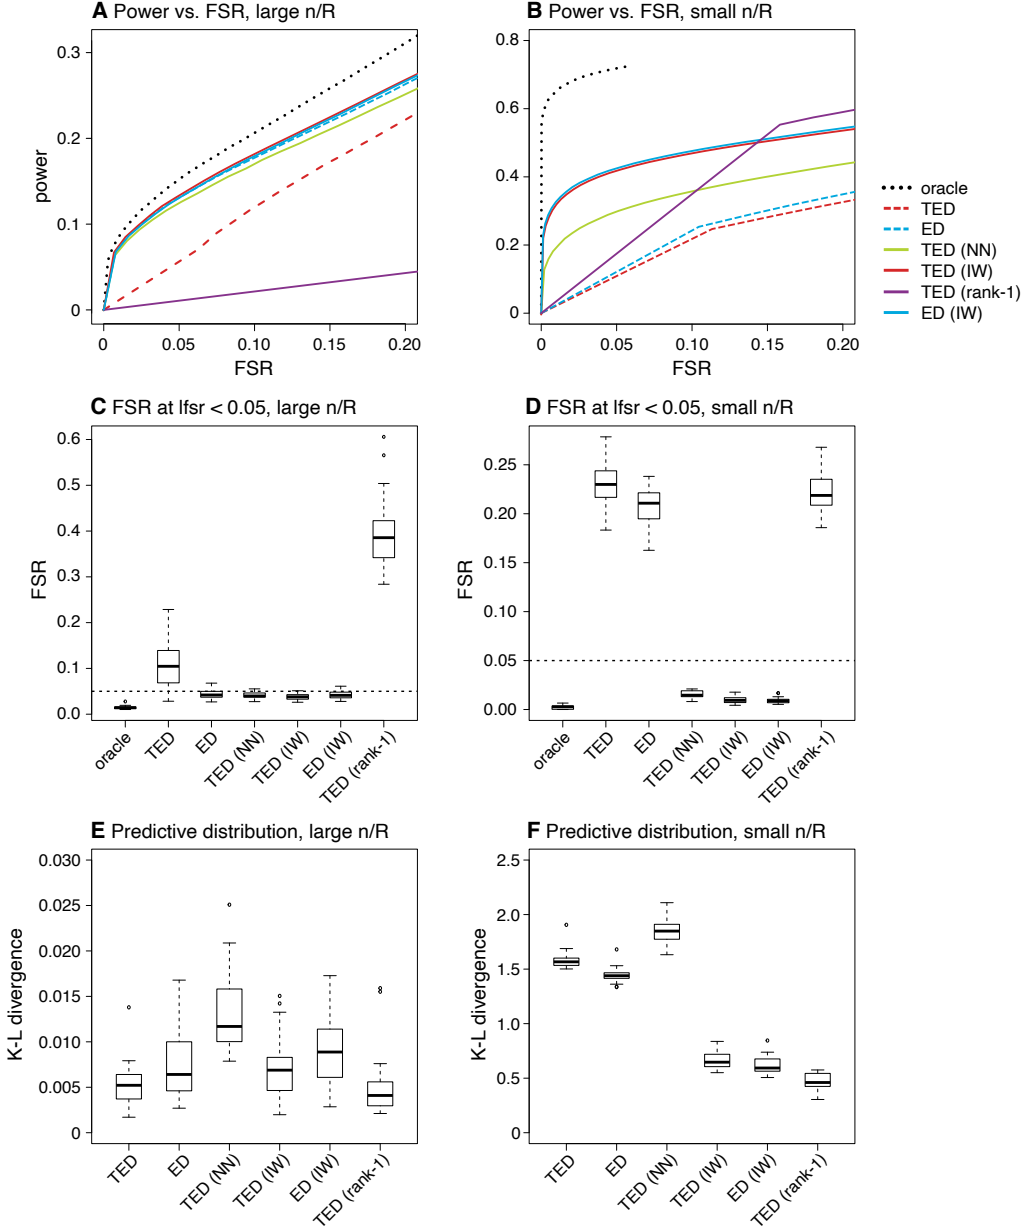 A Power vs. FSR, large n/R
power
0.3
0.2
0.1
0
0
0.05
0.10
0.15
0.20
FSR
B Power vs. FSR, small n/R
0.8
0.6
0.4
0.2
0.0
0
0.05
0.10
0.15
0.20
FSR
oracle
TED
ED
TED (NN)
TED (IW)
TED (rank-1)
ED (IW)
C FSR at lfsr < 0.05, large n/R
FSR
0.6
0.5
0.4
0.3
0.2
0.1
0.0
oracle
TED
ED
TED (NN)
TED (IW)
ED (IW)
TED (rank-1)
D FSR at lfsr < 0.05, small n/R
FSR
0.25
0.20
0.15
0.10
0.05
0.00
oracle
TED
ED
TED (NN)
TED (IW)
ED (IW)
TED (rank-1)
E Predictive distribution, large n/R
K-L divergence
0.030
0.025
0.020
0.015
0.010
0.005
0
TED
ED
TED (NN)
TED (IW)
ED (IW)
TED (rank-1)
F Predictive distribution, small n/R
K-L divergence
2.5
2.0
1.5
1.0
0.5
0
TED
ED
TED (NN)
TED (IW)
ED (IW)
TED (rank-1)